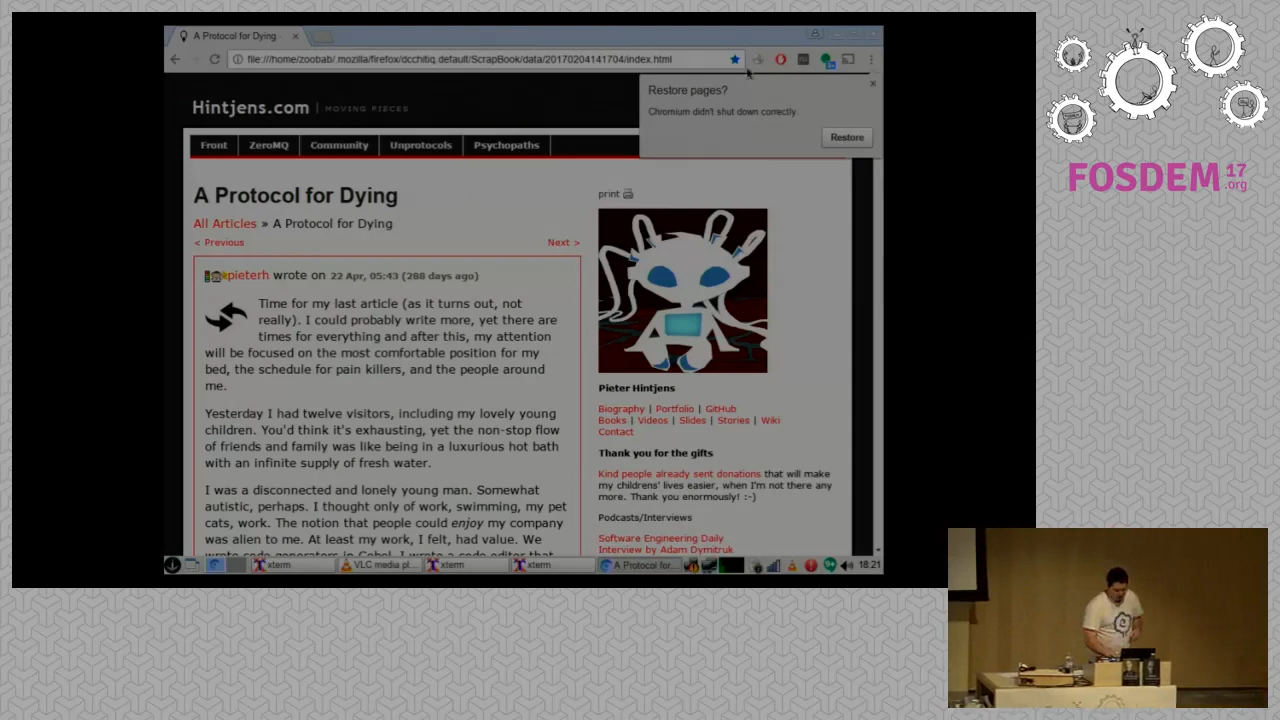 A Protocol for Dying
file:///home/zoobab/.mozilla/firefox/dcchitiq.default/ScrapBook/data/20170204141704/index.html
Restore pages?
Chromium didn't shut down correctly.
Restore
Hintjens.com | MOVING PIECES
Front
ZeroMQ
Community
Unprotocols
Psychopaths
A Protocol for Dying
All Articles » A Protocol for Dying
< Previous
Next >
pieterh wrote on 22 Apr, 05:43 (288 days ago)
Time for my last article (as it turns out, not
really). I could probably write more, yet there are
times for everything and after this, my attention
will be focused on the most comfortable position for my
bed, the schedule for pain killers, and the people around
me.
Yesterday I had twelve visitors, including my lovely young
children. You'd think it's exhausting, yet the non-stop flow
of friends and family was like being in a luxurious hot bath
with an infinite supply of fresh water.
I was a disconnected and lonely young man. Somewhat
autistic, perhaps. I thought only of work, swimming, my pet
cats, work. The notion that people could enjoy my company
was alien to me. At least my work, I felt, had value. We
wrote code generators in Cobol. I wrote a code editor that
print
Pieter Hintjens
Biography | Portfolio | GitHub
Books | Videos | Slides | Stories | Wiki
Contact
Thank you for the gifts
Kind people already sent donations that will make
my childrens' lives easier, when I'm not there any
more. Thank you enormously! :-)
Podcasts/Interviews
Software Engineering Daily
Interview by Adam Dymitruk
xterm
VLC media pl...
xterm
xterm
A Protocol for...
18:21
FOSDEM 17
.org